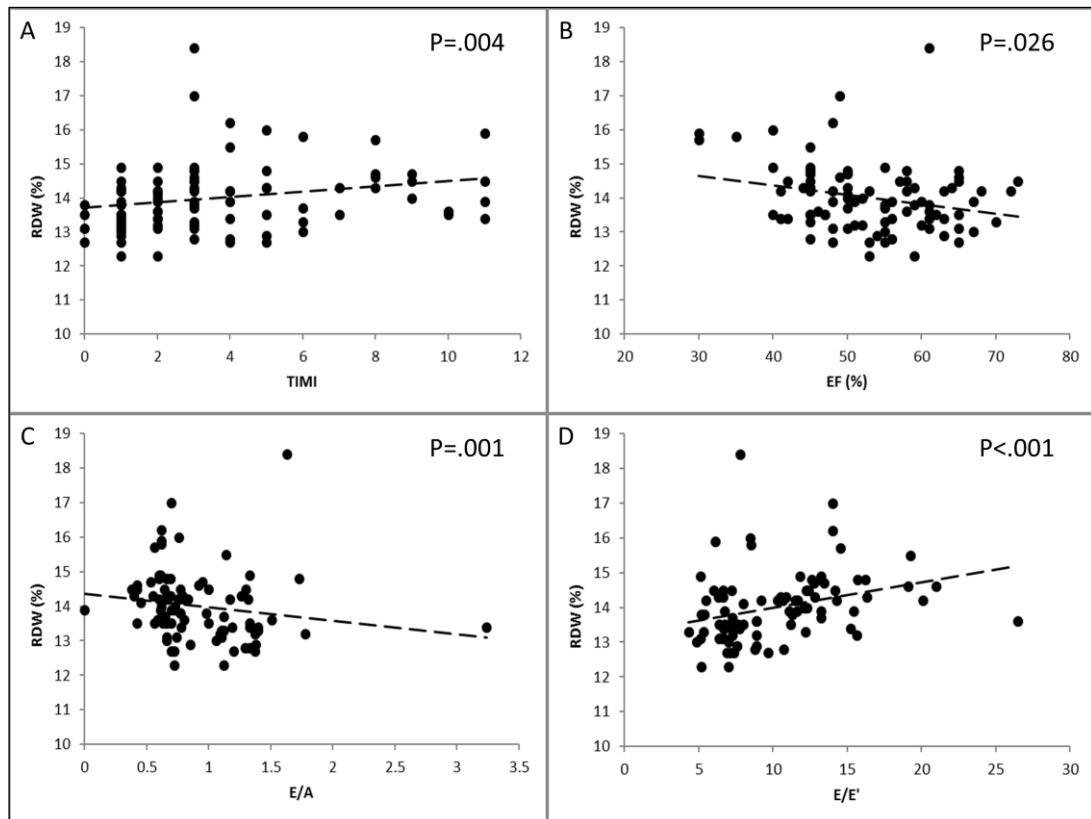 A
P=.004
RDW (%)
19
18
17
16
15
14
13
12
11
10
0 2 4 6 8 10 12
TIMI
B
P=.026
RDW (%)
19
18
17
16
15
14
13
12
11
10
20 30 40 50 60 70 80
EF (%)
C
P=.001
RDW (%)
19
18
17
16
15
14
13
12
11
10
0 0.5 1 1.5 2 2.5 3 3.5
E/A
D
P<.001
RDW (%)
19
18
17
16
15
14
13
12
11
10
0 5 10 15 20 25 30
E/E'